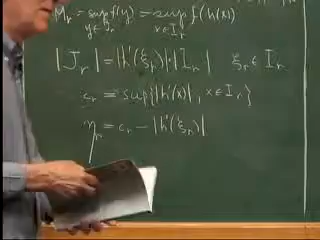 M_r = sup f(y) = sup f(h(x))
y∈J_r x∈I_r
|J_r| = |h'(ξ_r)|·|I_r| ξ_r∈I_r
c_r = sup{|h'(x)|, x∈I_r}
η_r = c_r − |h'(ξ_r)|